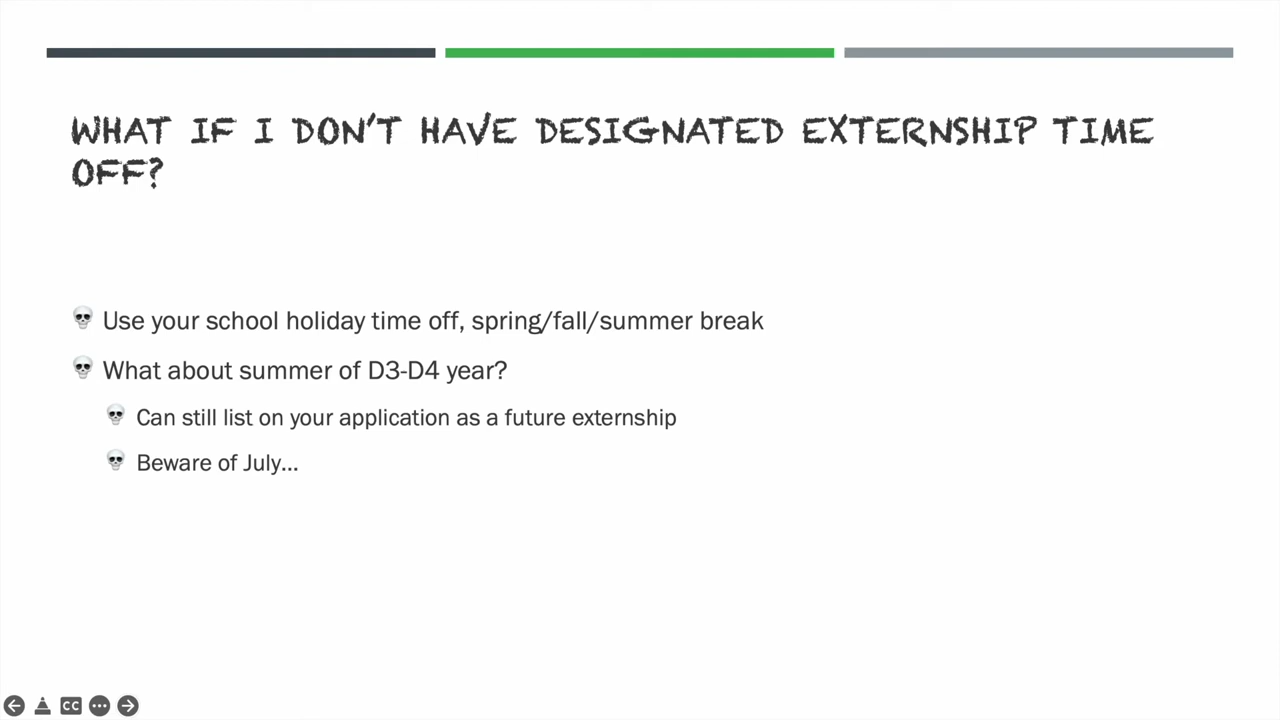 WHAT IF I DON'T HAVE DESIGNATED EXTERNSHIP TIME
OFF?
Use your school holiday time off, spring/fall/summer break
What about summer of D3-D4 year?
Can still list on your application as a future externship
Beware of July...
CC